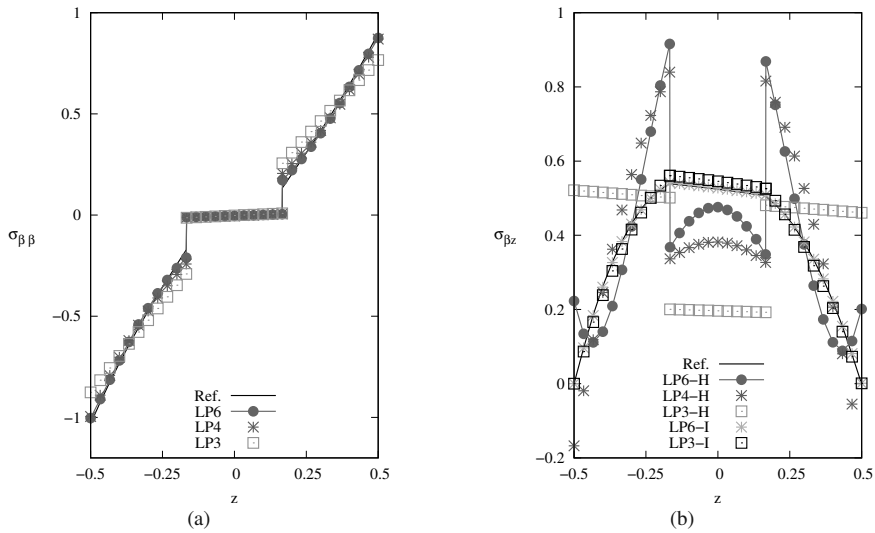 1
0.5
0
−0.5
−1
σββ
Ref.
LP6
LP4
LP3
−0.5 −0.25 0 0.25 0.5
z
(a)
1
0.8
0.6
0.4
0.2
0
−0.2
σβz
Ref.
LP6−H
LP4−H
LP3−H
LP6−I
LP3−I
−0.5 −0.25 0 0.25 0.5
z
(b)